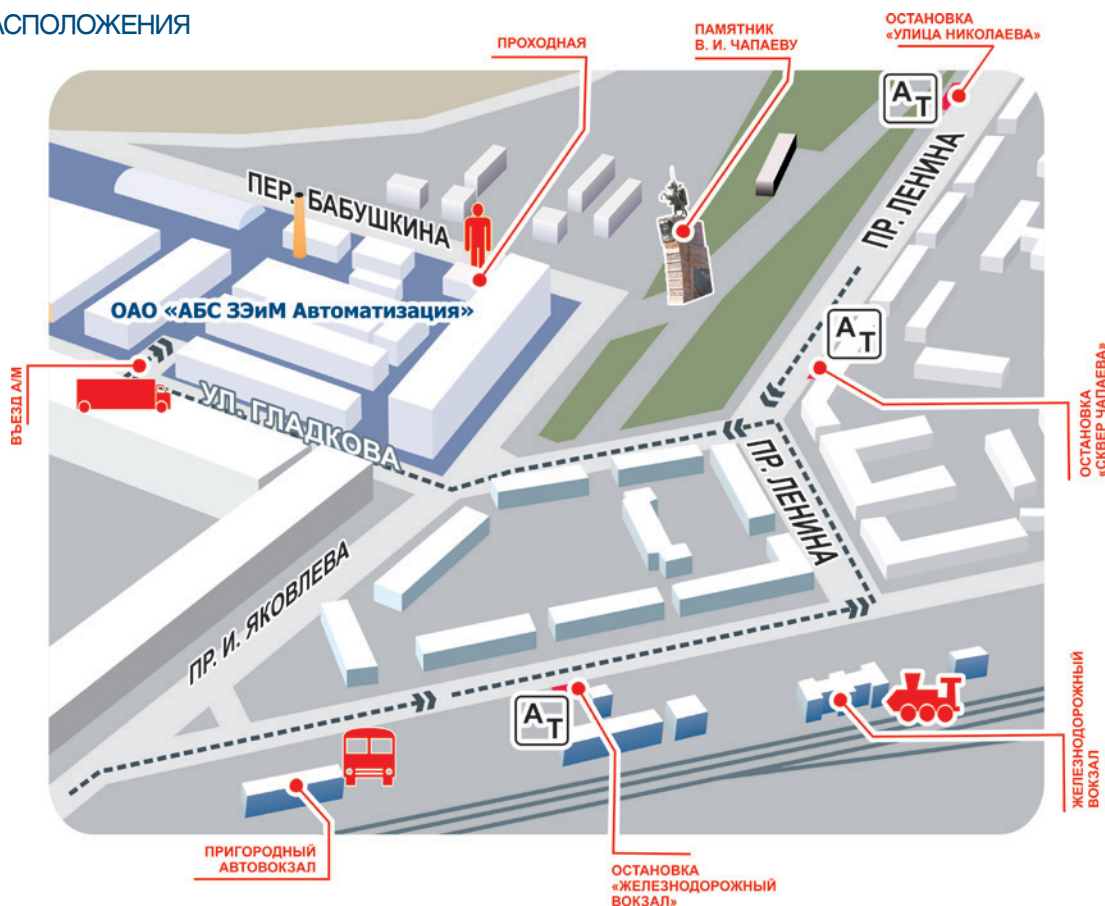 АСПОЛОЖЕНИЯ
ПРОХОДНАЯ
ПАМЯТНИК
В. И. ЧАПАЕВУ
ОСТАНОВКА
«УЛИЦА НИКОЛАЕВА»
АТ
ПР. ЛЕНИНА
ПЕР. БАБУШКИНА
ОАО «АБС ЗЭиМ Автоматизация»
АТ
ВЪЕЗД А/М
УЛ. ГЛАДКОВА
ОСТАНОВКА
«СКВЕР ЧАПАЕВА»
ПР. ЛЕНИНА
ПР. И. ЯКОВЛЕВА
АТ
ЖЕЛЕЗНОДОРОЖНЫЙ
ВОКЗАЛ
ПРИГОРОДНЫЙ
АВТОВОКЗАЛ
ОСТАНОВКА
«ЖЕЛЕЗНОДОРОЖНЫЙ
ВОКЗАЛ»